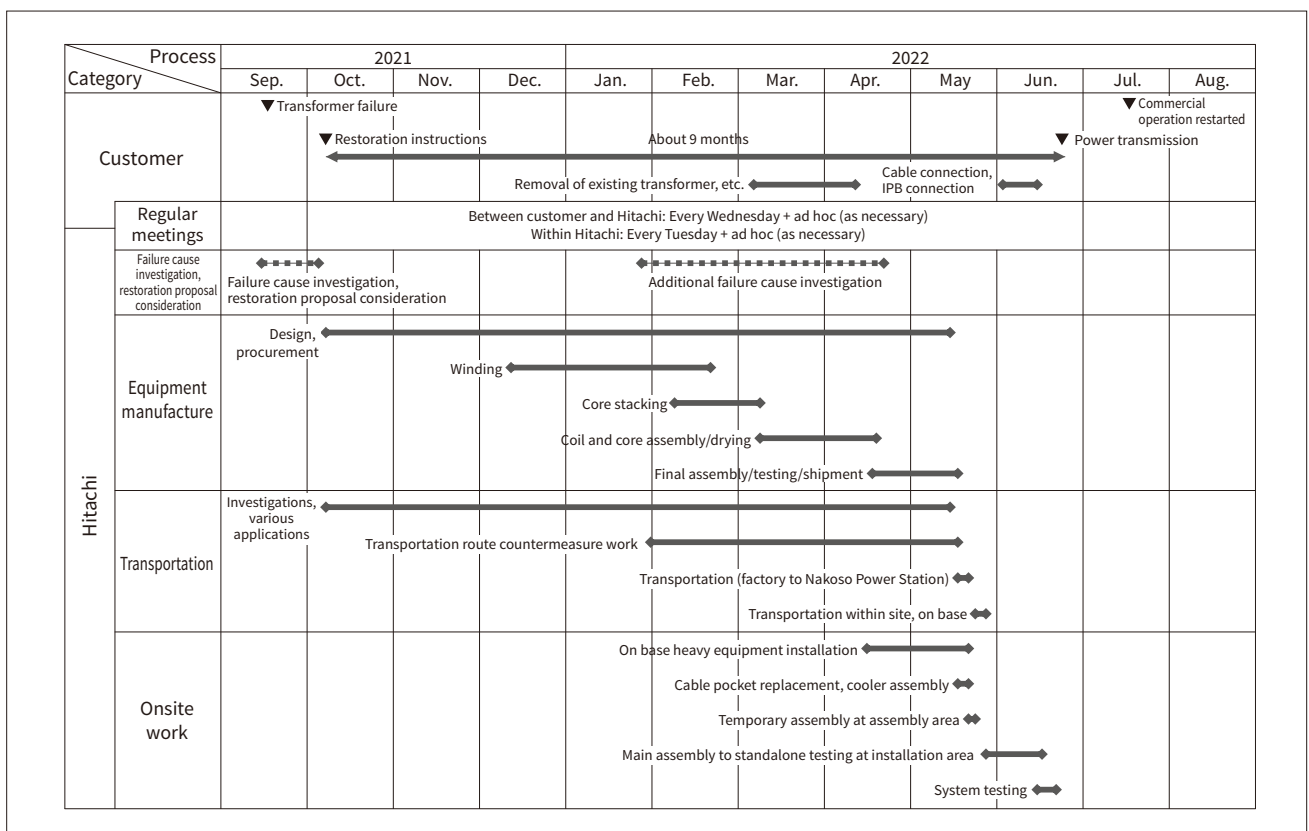 Process
Category
2021
2022
Sep.
Oct.
Nov.
Dec.
Jan.
Feb.
Mar.
Apr.
May
Jun.
Jul.
Aug.
Customer
Transformer failure
Commercial
operation restarted
Restoration instructions
About 9 months
Power transmission
Removal of existing transformer, etc.
Cable connection,
IPB connection
Hitachi
Regular
meetings
Between customer and Hitachi: Every Wednesday + ad hoc (as necessary)
Within Hitachi: Every Tuesday + ad hoc (as necessary)
Failure cause
investigation,
restoration proposal
consideration
Failure cause investigation,
restoration proposal consideration
Additional failure cause investigation
Equipment
manufacture
Design,
procurement
Winding
Core stacking
Coil and core assembly/drying
Final assembly/testing/shipment
Transportation
Investigations,
various
applications
Transportation route countermeasure work
Transportation (factory to Nakoso Power Station)
Transportation within site, on base
Onsite
work
On base heavy equipment installation
Cable pocket replacement, cooler assembly
Temporary assembly at assembly area
Main assembly to standalone testing at installation area
System testing